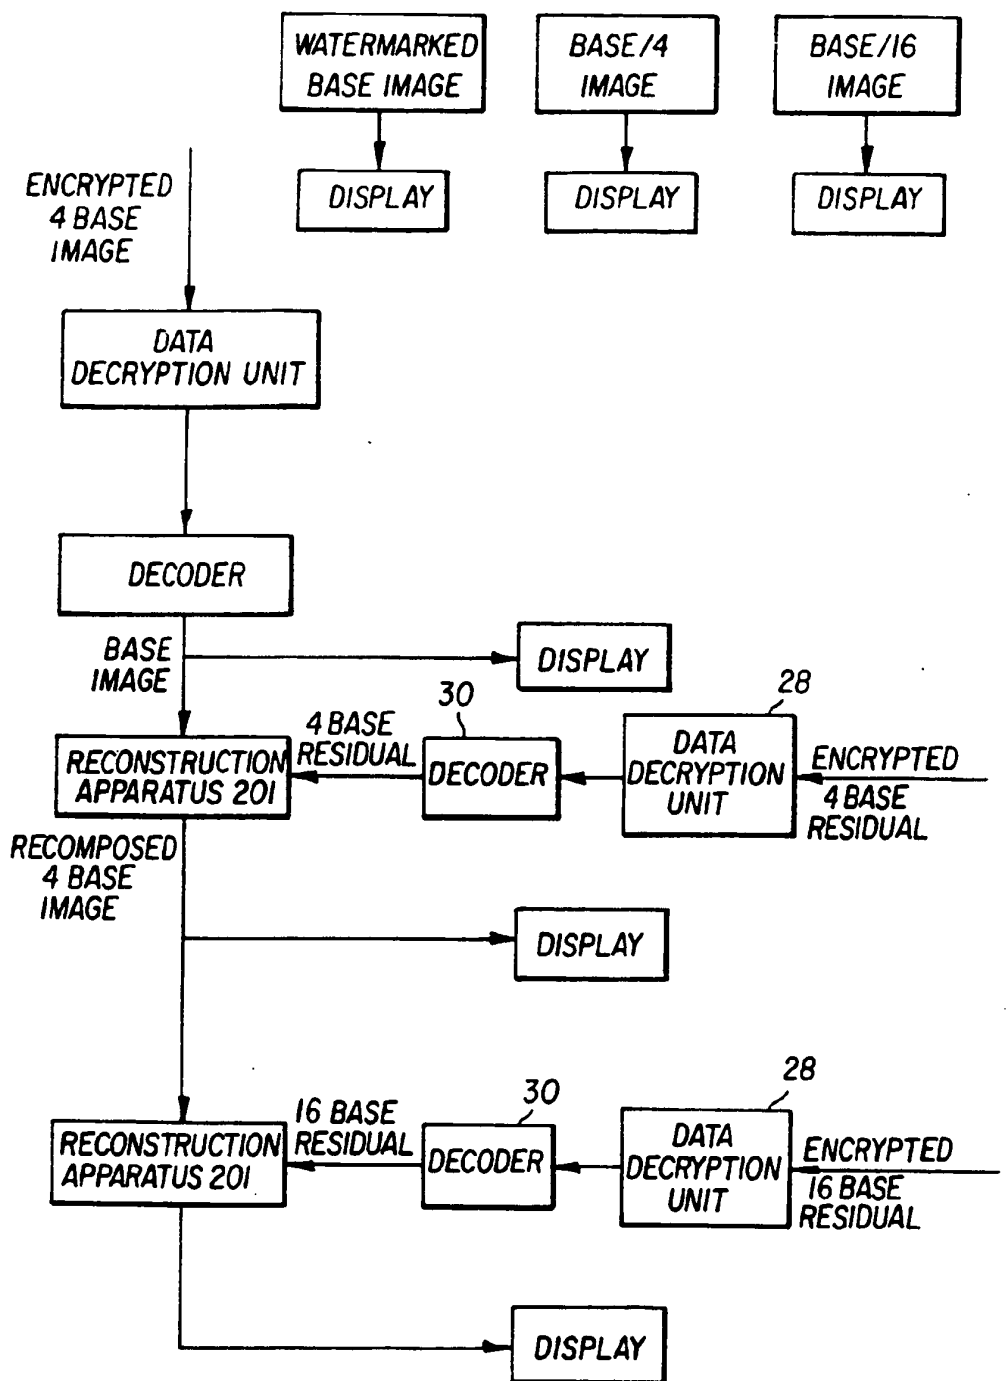 WATERMARKED
BASE IMAGE
BASE/4
IMAGE
BASE/16
IMAGE
DISPLAY
DISPLAY
DISPLAY
ENCRYPTED
4 BASE
IMAGE
DATA
DECRYPTION UNIT
DECODER
BASE
IMAGE
DISPLAY
RECONSTRUCTION
APPARATUS 201
4 BASE
RESIDUAL
30
DECODER
28
DATA
DECRYPTION
UNIT
ENCRYPTED
4 BASE
RESIDUAL
RECOMPOSED
4 BASE
IMAGE
DISPLAY
RECONSTRUCTION
APPARATUS 201
16 BASE
RESIDUAL
30
DECODER
28
DATA
DECRYPTION
UNIT
ENCRYPTED
16 BASE
RESIDUAL
DISPLAY